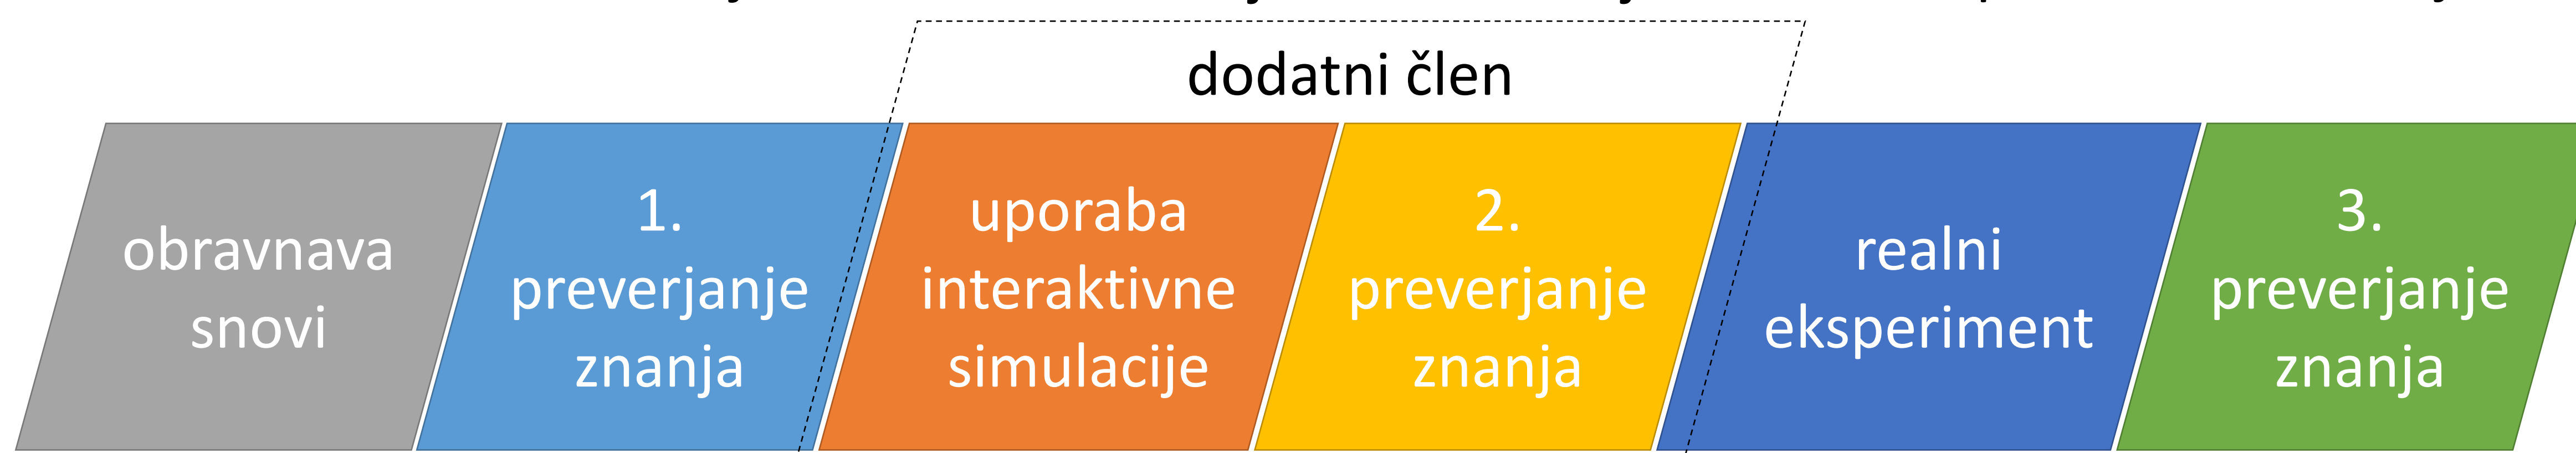 dodatni člen
obravnava
snovi
1.
preverjanje
znanja
uporaba
interaktivne
simulacije
2.
preverjanje
znanja
realni
eksperiment
3.
preverjanje
znanja